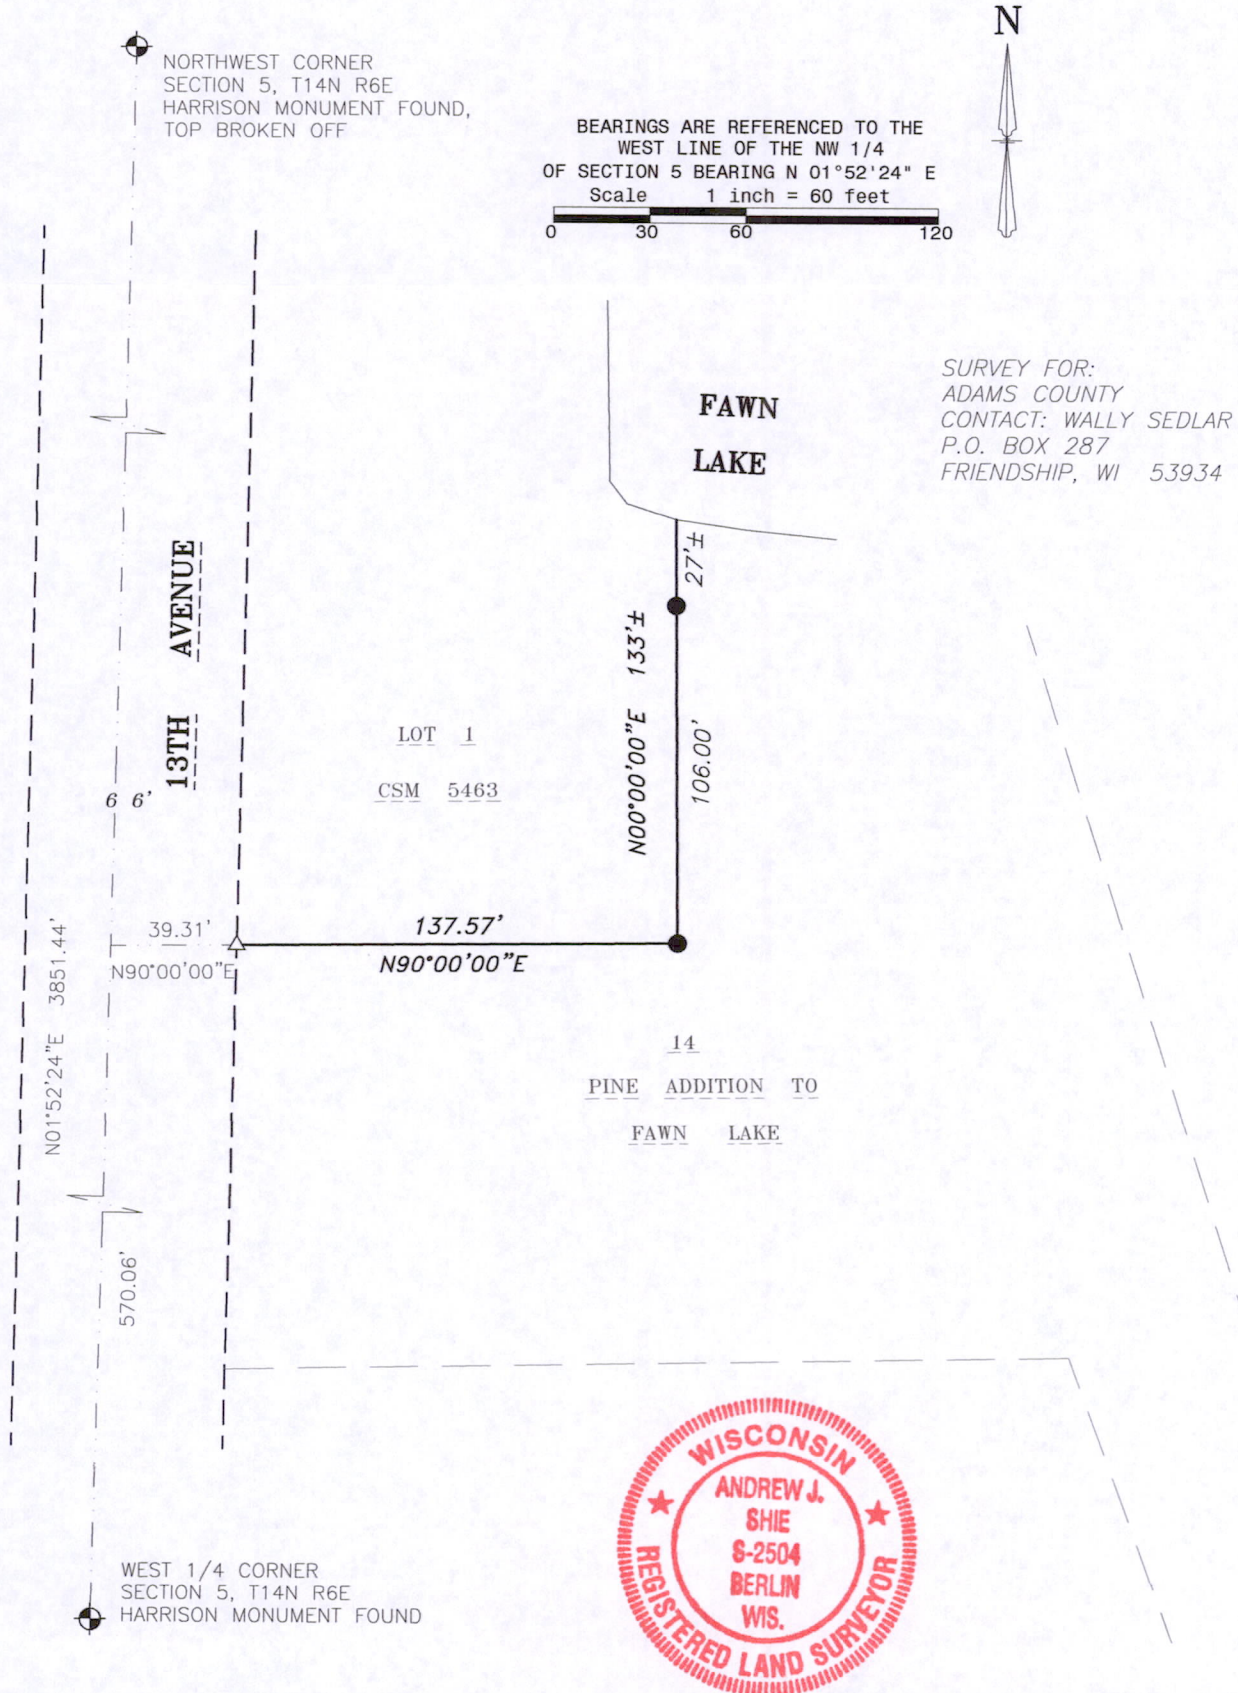 N
NORTHWEST CORNER
SECTION 5, T14N R6E
HARRISON MONUMENT FOUND,
TOP BROKEN OFF
BEARINGS ARE REFERENCED TO THE
WEST LINE OF THE NW 1/4
OF SECTION 5 BEARING N 01°52'24" E
Scale 1 inch = 60 feet
0 30 60 120
SURVEY FOR:
ADAMS COUNTY
CONTACT: WALLY SEDLAR
P.O. BOX 287
FRIENDSHIP, WI 53934
FAWN
LAKE
27'±
N00°00'00"E 133'±
106.00'
13TH AVENUE
66'
LOT 1
CSM 5463
39.31'
N90°00'00"E
137.57'
N90°00'00"E
N01°52'24"E 3851.44'
570.06'
14
PINE ADDITION TO
FAWN LAKE
WISCONSIN
ANDREW J.
SHIE
S-2504
BERLIN
WIS.
REGISTERED LAND SURVEYOR
WEST 1/4 CORNER
SECTION 5, T14N R6E
HARRISON MONUMENT FOUND